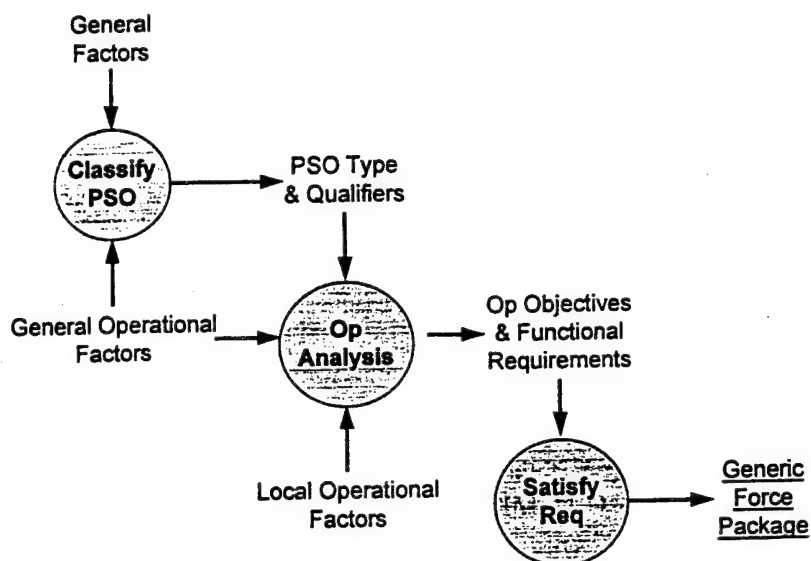 General
Factors
Classify
PSO
PSO Type
& Qualifiers
General Operational
Factors
Op
Analysis
Op Objectives
& Functional
Requirements
Local Operational
Factors
Satisfy
Req
Generic
Force
Package